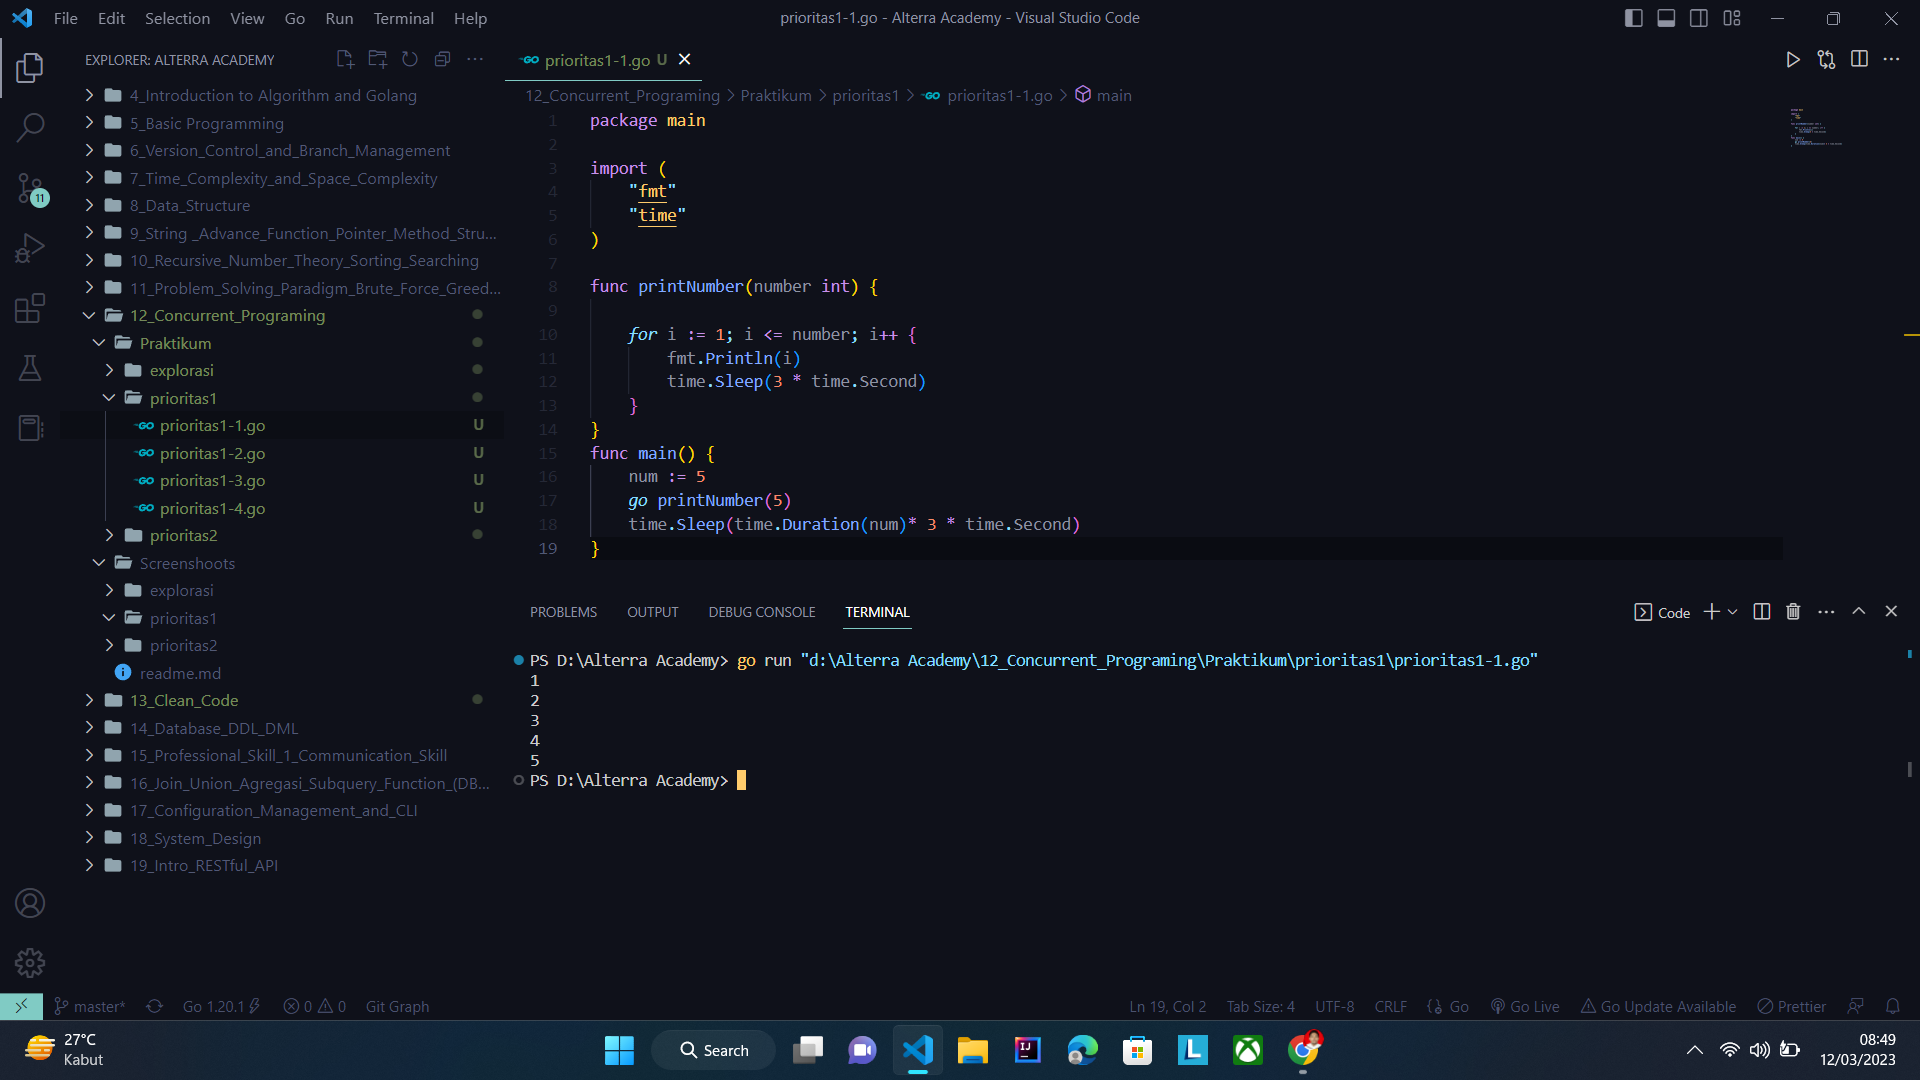 File Edit Selection View Go Run Terminal Help
prioritas1-1.go - Alterra Academy - Visual Studio Code
EXPLORER: ALTERRA ACADEMY
4_Introduction to Algorithm and Golang
5_Basic Programming
6_Version_Control_and_Branch_Management
7_Time_Complexity_and_Space_Complexity
8_Data_Structure
9_String _Advance_Function_Pointer_Method_Stru...
10_Recursive_Number_Theory_Sorting_Searching
11_Problem_Solving_Paradigm_Brute_Force_Greed...
12_Concurrent_Programing
Praktikum
explorasi
prioritas1
prioritas1-1.go U
prioritas1-2.go U
prioritas1-3.go U
prioritas1-4.go U
prioritas2
Screenshoots
explorasi
prioritas1
prioritas2
readme.md
13_Clean_Code
14_Database_DDL_DML
15_Professional_Skill_1_Communication_Skill
16_Join_Union_Agregasi_Subquery_Function_(DB...
17_Configuration_Management_and_CLI
18_System_Design
19_Intro_RESTful_API
11
GO prioritas1-1.go U
12_Concurrent_Programing > Praktikum > prioritas1 > GO prioritas1-1.go > main
1 package main
2
3 import (
4 "fmt"
5 "time"
6 )
7
8 func printNumber(number int) {
9
10 for i := 1; i <= number; i++ {
11 fmt.Println(i)
12 time.Sleep(3 * time.Second)
13 }
14 }
15 func main() {
16 num := 5
17 go printNumber(5)
18 time.Sleep(time.Duration(num)* 3 * time.Second)
19 }
PROBLEMS OUTPUT DEBUG CONSOLE TERMINAL
Code
PS D:\Alterra Academy> go run "d:\Alterra Academy\12_Concurrent_Programing\Praktikum\prioritas1\prioritas1-1.go"
1
2
3
4
5
PS D:\Alterra Academy>
master* Go 1.20.1 0 0 Git Graph
Ln 19, Col 2 Tab Size: 4 UTF-8 CRLF Go Go Live Go Update Available Prettier
27°C
Kabut
Search
08:49
12/03/2023